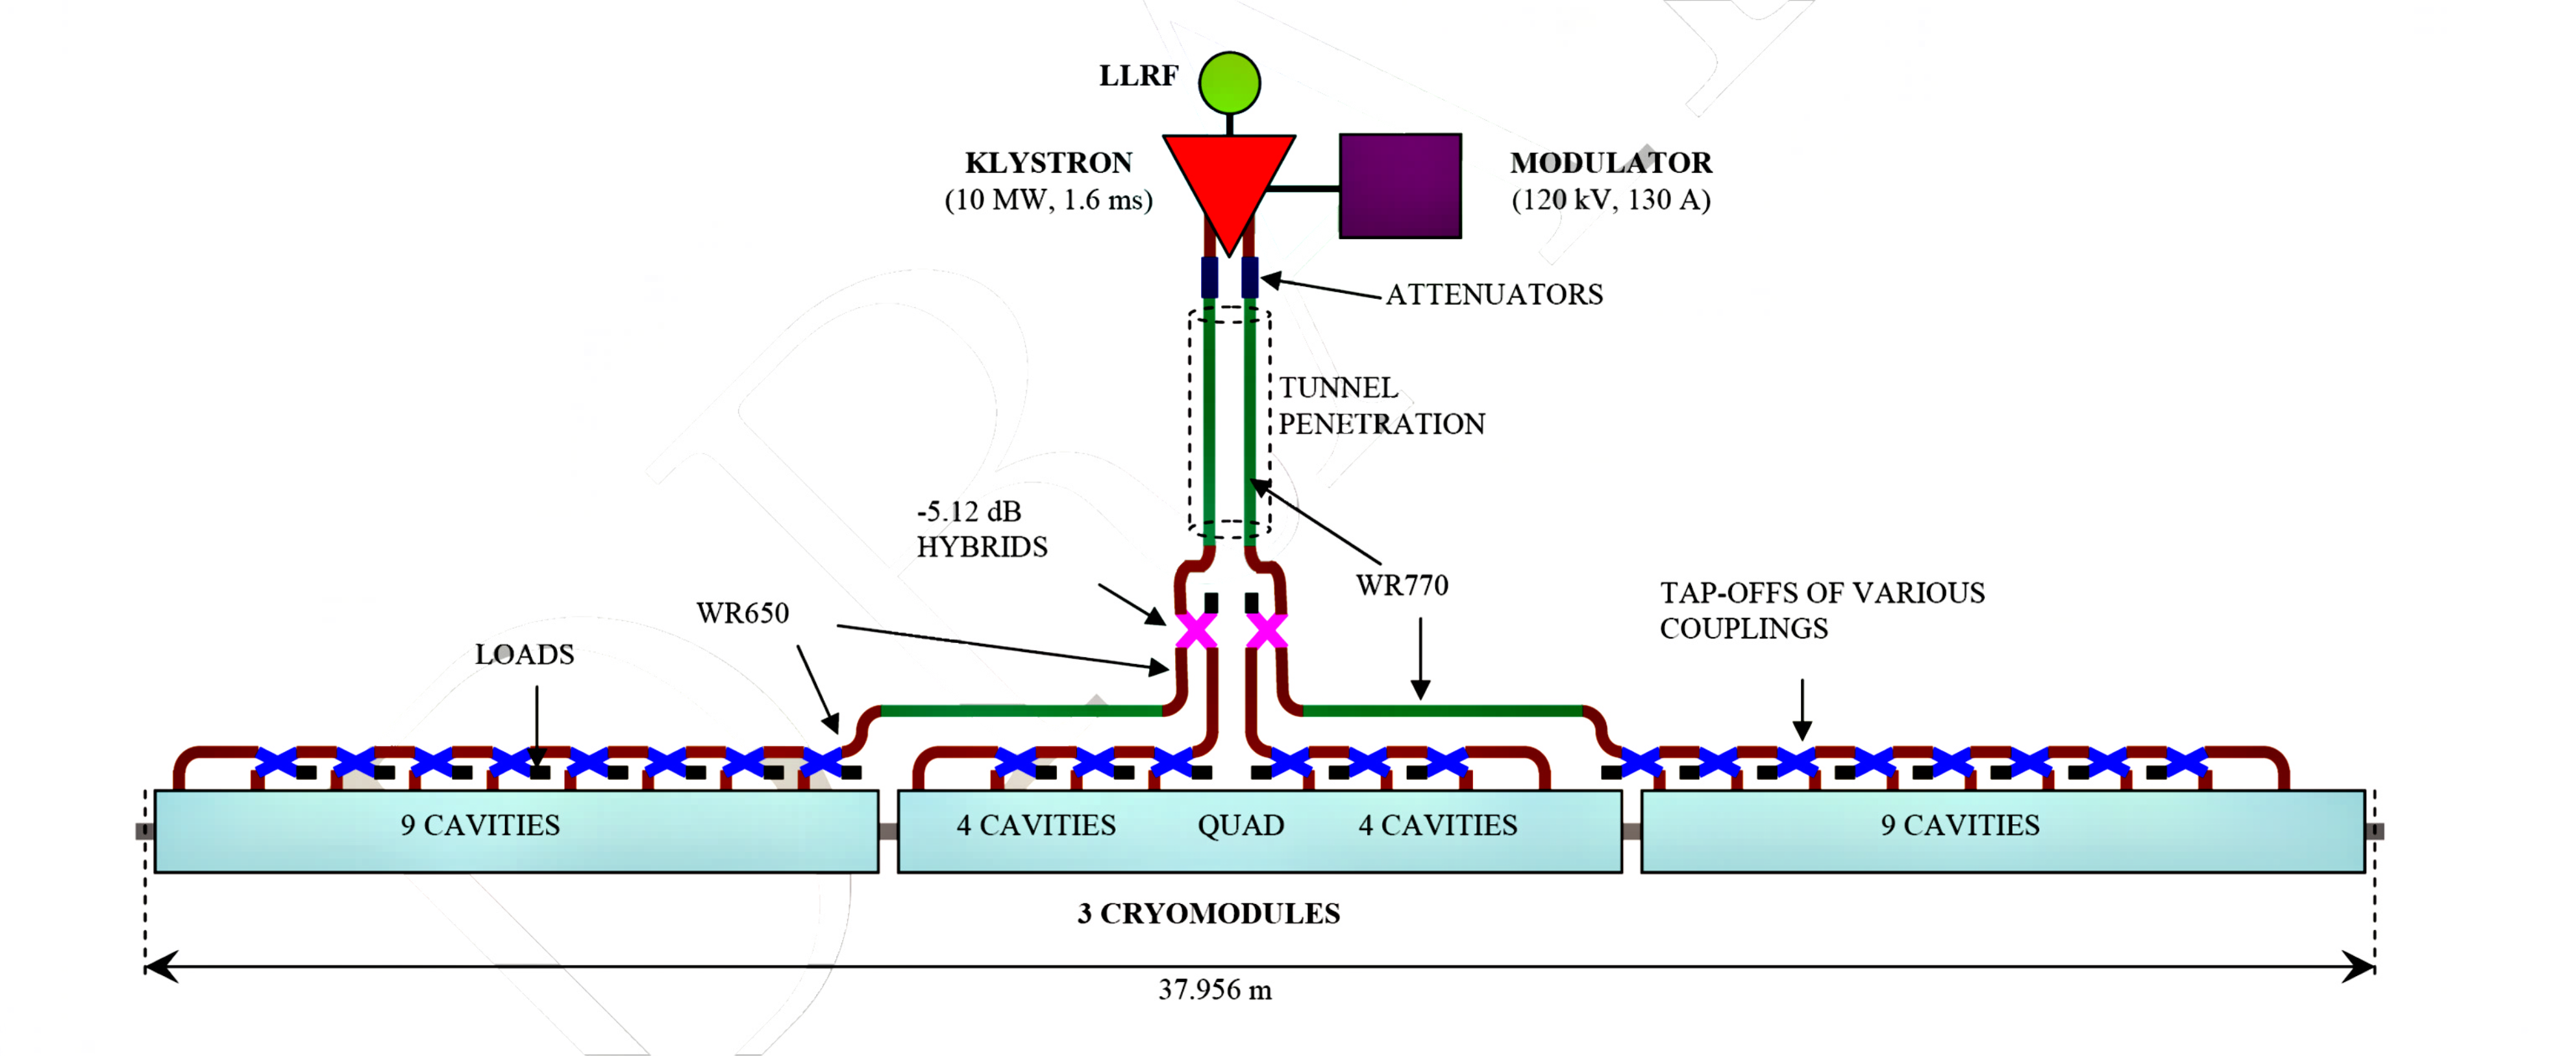 LLRF
KLYSTRON
(10 MW, 1.6 ms)
MODULATOR
(120 kV, 130 A)
ATTENUATORS
TUNNEL
PENETRATION
-5.12 dB
HYBRIDS
WR770
WR650
TAP-OFFS OF VARIOUS
COUPLINGS
LOADS
9 CAVITIES
4 CAVITIES
QUAD
4 CAVITIES
9 CAVITIES
3 CRYOMODULES
37.956 m